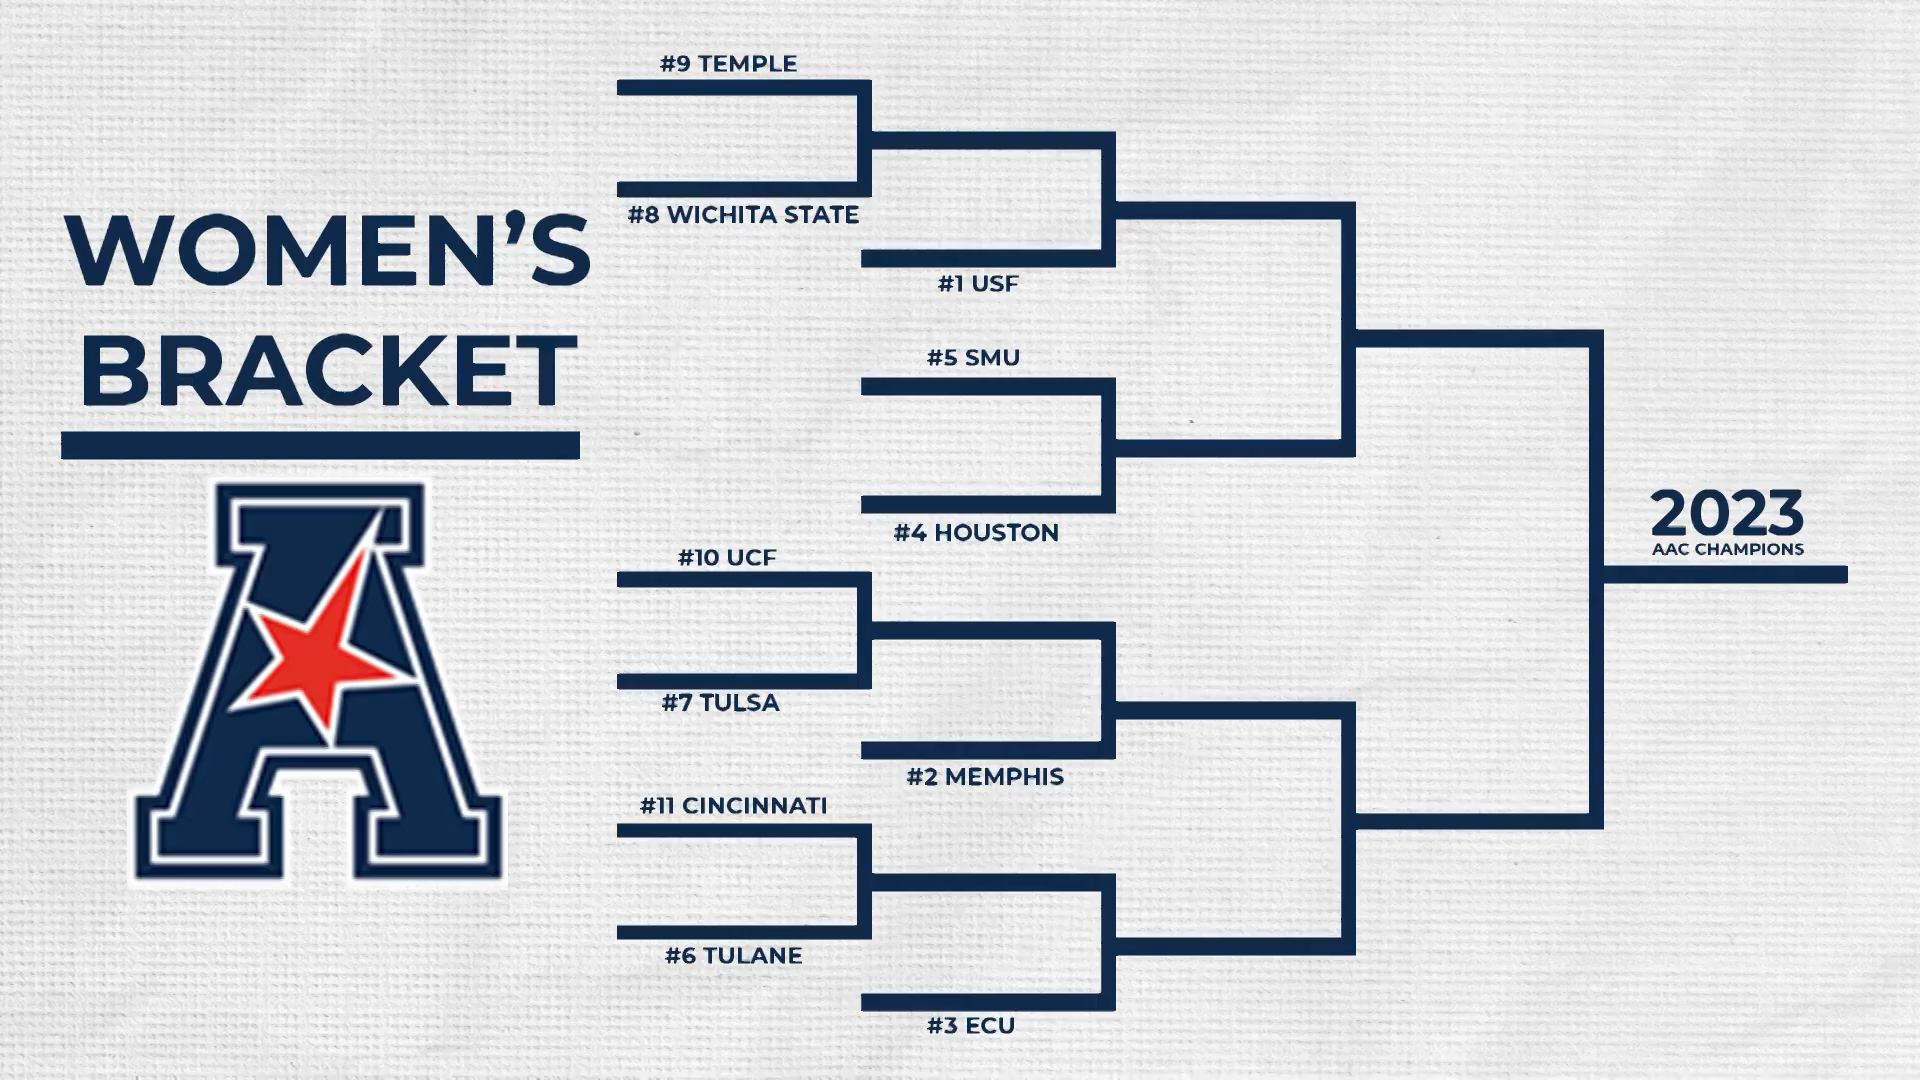 WOMEN'S
BRACKET
#9 TEMPLE
#8 WICHITA STATE
#1 USF
#5 SMU
#4 HOUSTON
#10 UCF
#7 TULSA
#2 MEMPHIS
#11 CINCINNATI
#6 TULANE
#3 ECU
2023
AAC CHAMPIONS